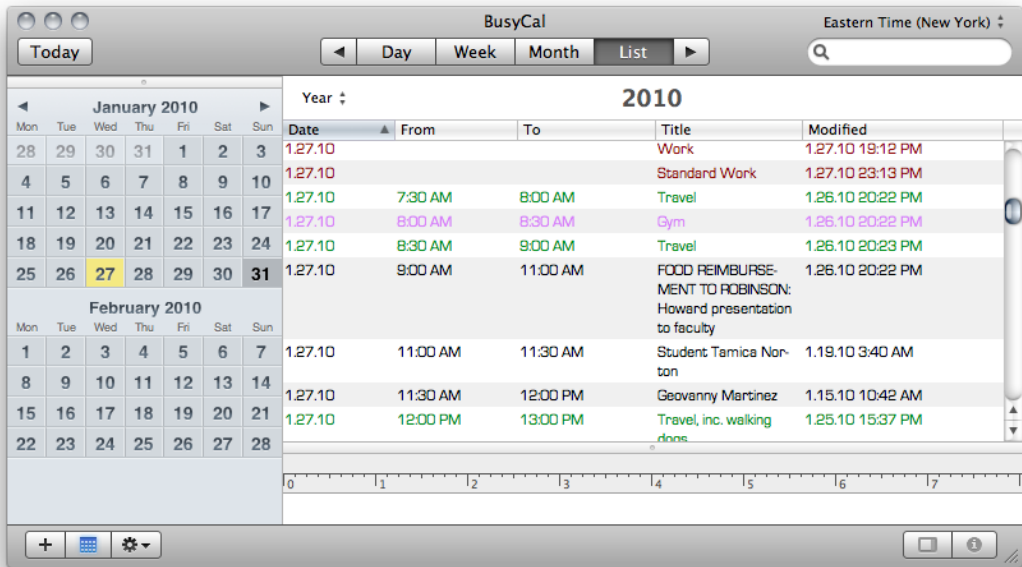 BusyCal
Eastern Time (New York)
Today
Day Week Month List
January 2010
Mon Tue Wed Thu Fri Sat Sun
28 29 30 31 1 2 3
4 5 6 7 8 9 10
11 12 13 14 15 16 17
18 19 20 21 22 23 24
25 26 27 28 29 30 31
February 2010
Mon Tue Wed Thu Fri Sat Sun
1 2 3 4 5 6 7
8 9 10 11 12 13 14
15 16 17 18 19 20 21
22 23 24 25 26 27 28
Year 2010
Date From To Title Modified
1.27.10 Work 1.27.10 19:12 PM
1.27.10 Standard Work 1.27.10 23:13 PM
1.27.10 7:30 AM 8:00 AM Travel 1.26.10 20:22 PM
1.27.10 8:00 AM 8:30 AM Gym 1.26.10 20:22 PM
1.27.10 8:30 AM 9:00 AM Travel 1.26.10 20:23 PM
1.27.10 9:00 AM 11:00 AM FOOD REIMBURSE- 1.26.10 20:22 PM
MENT TO ROBINSON:
Howard presentation
to faculty
1.27.10 11:00 AM 11:30 AM Student Tamica Nor- 1.19.10 3:40 AM
ton
1.27.10 11:30 AM 12:00 PM Geovanny Martinez 1.15.10 10:42 AM
1.27.10 12:00 PM 13:00 PM Travel, inc. walking 1.25.10 15:37 PM
dogs
0 1 2 3 4 5 6 7